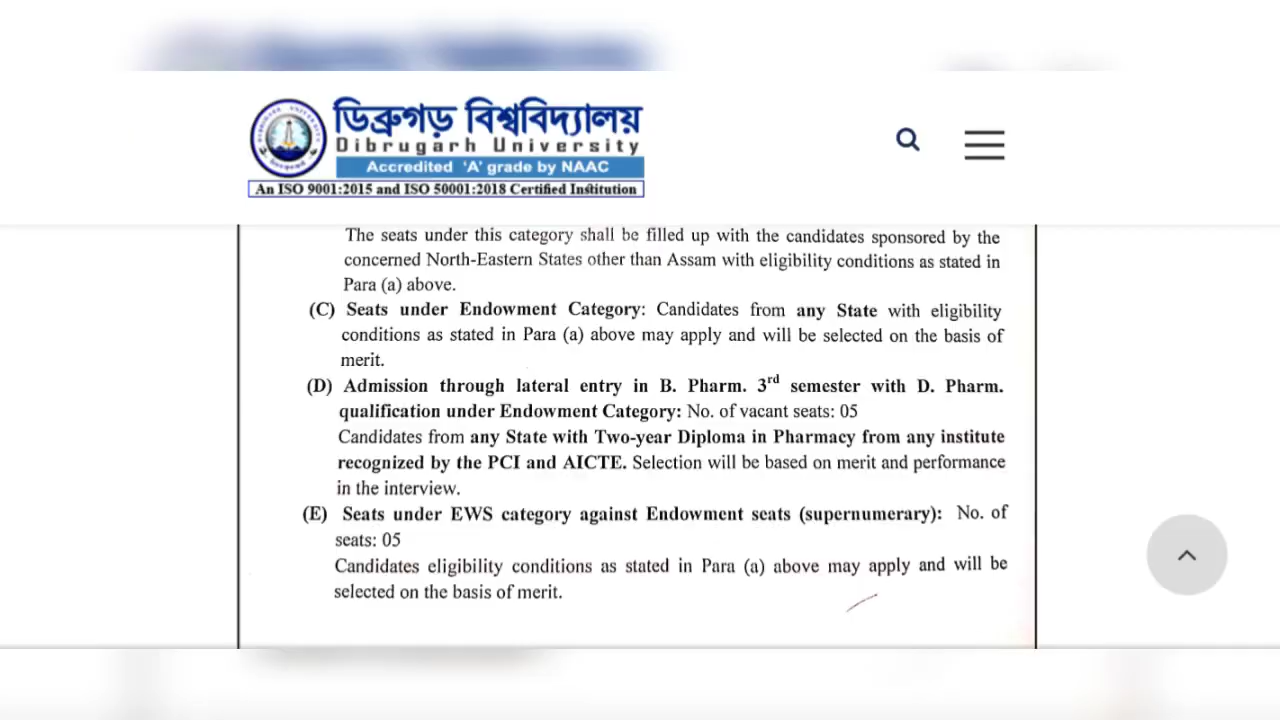 ডিব্রুগড় বিশ্ববিদ্যালয়
Dibrugarh University
Accredited 'A' grade by NAAC
An ISO 9001:2015 and ISO 50001:2018 Certified Institution
The seats under this category shall be filled up with the candidates sponsored by the
concerned North-Eastern States other than Assam with eligibility conditions as stated in
Para (a) above.
(C) Seats under Endowment Category: Candidates from any State with eligibility
conditions as stated in Para (a) above may apply and will be selected on the basis of
merit.
(D) Admission through lateral entry in B. Pharm. 3rd semester with D. Pharm.
qualification under Endowment Category: No. of vacant seats: 05
Candidates from any State with Two-year Diploma in Pharmacy from any institute
recognized by the PCI and AICTE. Selection will be based on merit and performance
in the interview.
(E) Seats under EWS category against Endowment seats (supernumerary): No. of
seats: 05
Candidates eligibility conditions as stated in Para (a) above may apply and will be
selected on the basis of merit.